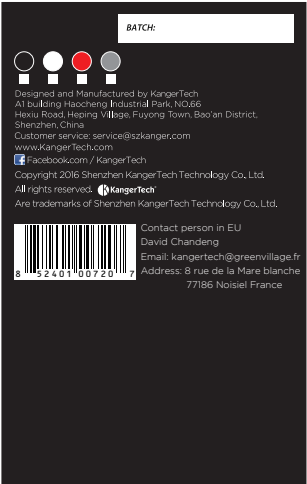 BATCH:
Designed and Manufactured by KangerTech
A1 building Haocheng Industrial Park, NO.66
Hexiu Road, Heping Village, Fuyong Town, Bao'an District,
Shenzhen, China
Customer service: service@szkanger.com
www.KangerTech.com
f Facebook.com / KangerTech
Copyright 2016 Shenzhen KangerTech Technology Co., Ltd.
All rights reserved. KangerTech
Are trademarks of Shenzhen KangerTech Technology Co., Ltd.
8 52401 00720 7
Contact person in EU
David Chandeng
Email: kangertech@greenvillage.fr
Address: 8 rue de la Mare blanche
77186 Noisiel France